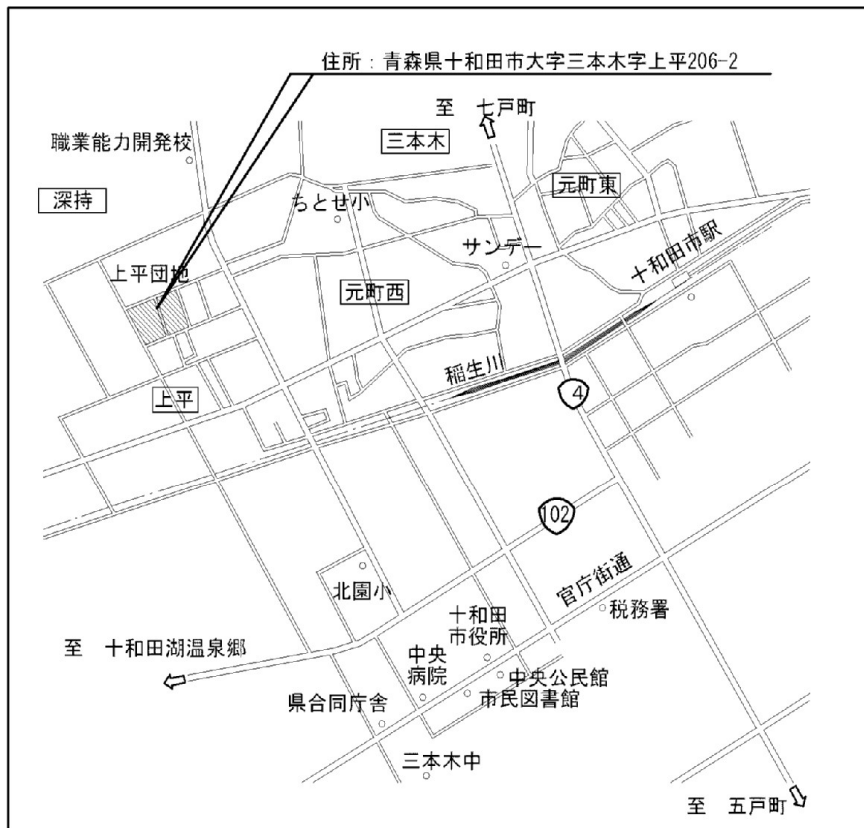 住所：青森県十和田市大字三本木字上平206-2
至　七戸町
職業能力開発校
三本木
元町東
深持
ちとせ小
サンデー
十和田市駅
上平団地
元町西
稲生川
上平
4
102
官庁街通
北園小
税務署
十和田
市役所
至　十和田湖温泉郷
中央
病院
中央公民館
市民図書館
県合同庁舎
三本木中
至　五戸町